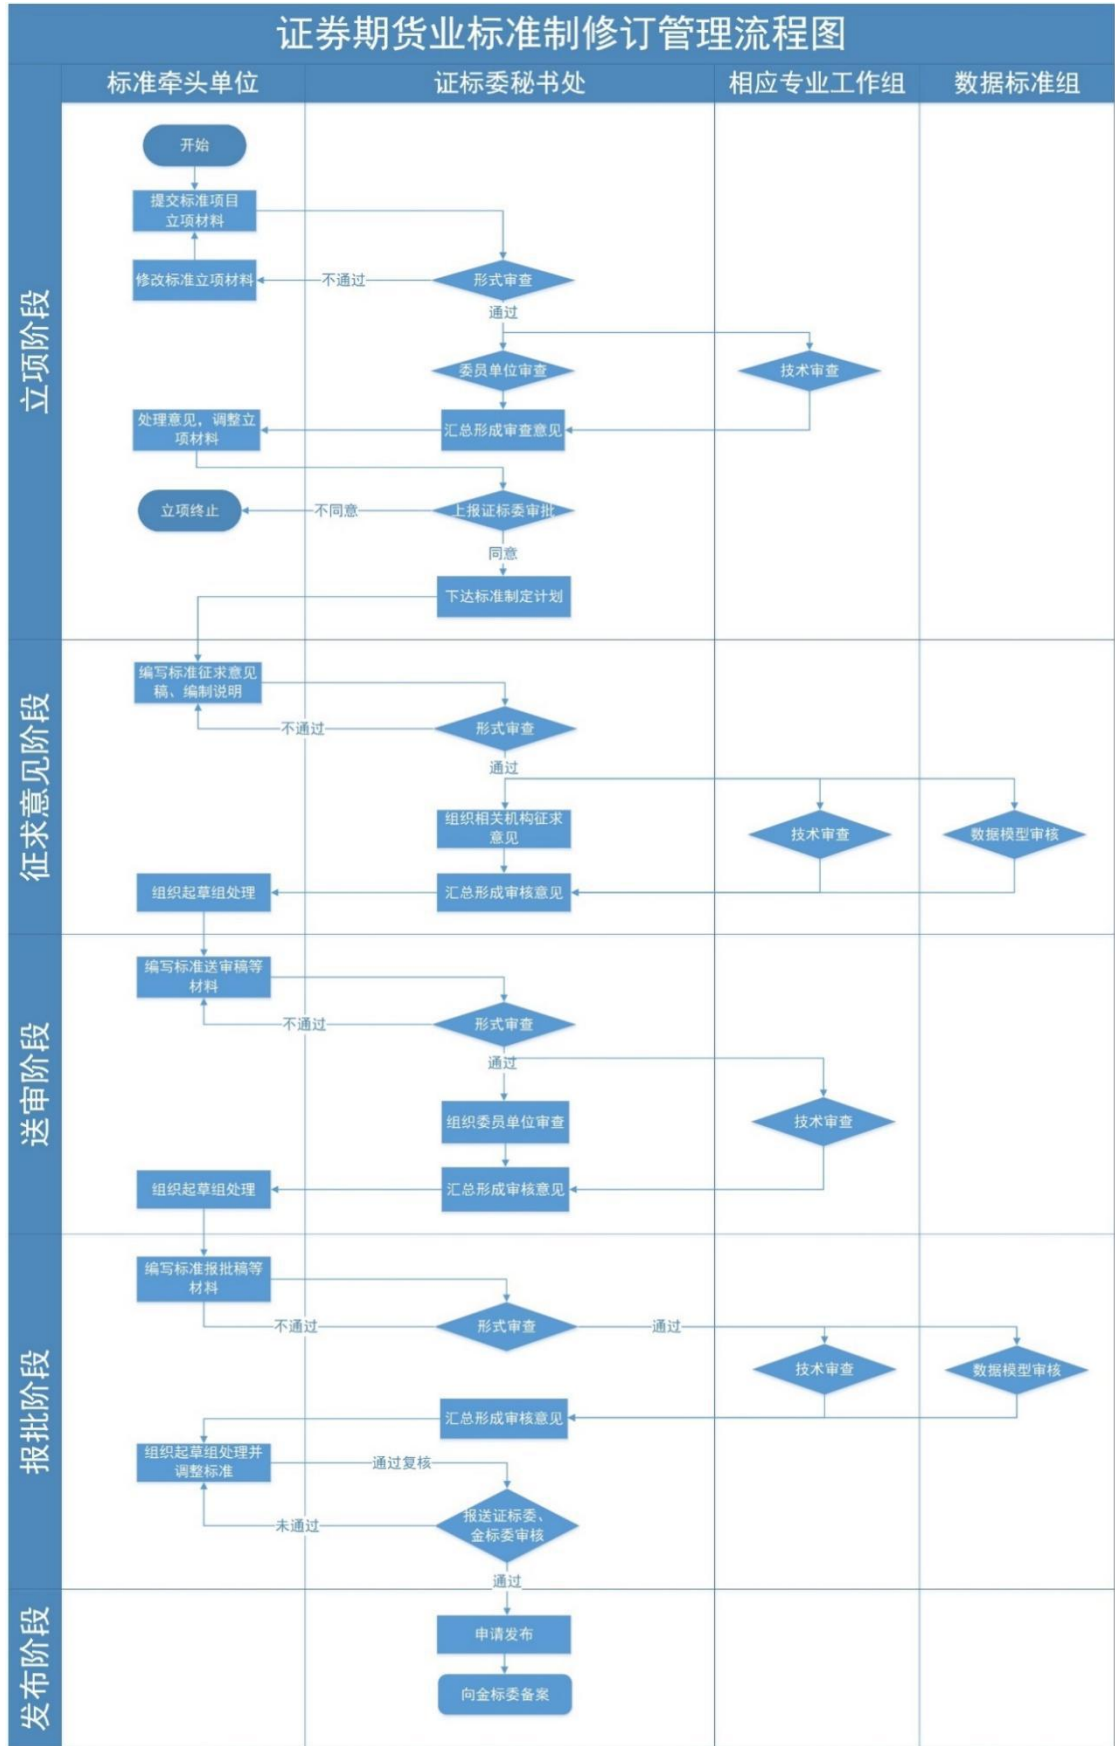 证券期货业标准制修订管理流程图
标准牵头单位
证标委秘书处
相应专业工作组
数据标准组
立项阶段
开始
提交标准项目
立项材料
修改标准立项材料
不通过
形式审查
通过
委员单位审查
技术审查
处理意见，调整立
项材料
汇总形成审查意见
立项终止
不同意
上报证标委审批
同意
下达标准制定计划
征求意见阶段
编写标准征求意见
稿、编制说明
不通过
形式审查
通过
组织相关机构征求
意见
技术审查
数据模型审核
组织起草组处理
汇总形成审核意见
送审阶段
编写标准送审稿等
材料
不通过
形式审查
通过
组织委员单位审查
技术审查
组织起草组处理
汇总形成审核意见
报批阶段
编写标准报批稿等
材料
不通过
形式审查
通过
技术审查
数据模型审核
汇总形成审核意见
组织起草组处理并
调整标准
通过复核
未通过
报送证标委、
金标委审核
通过
发布阶段
申请发布
向金标委备案